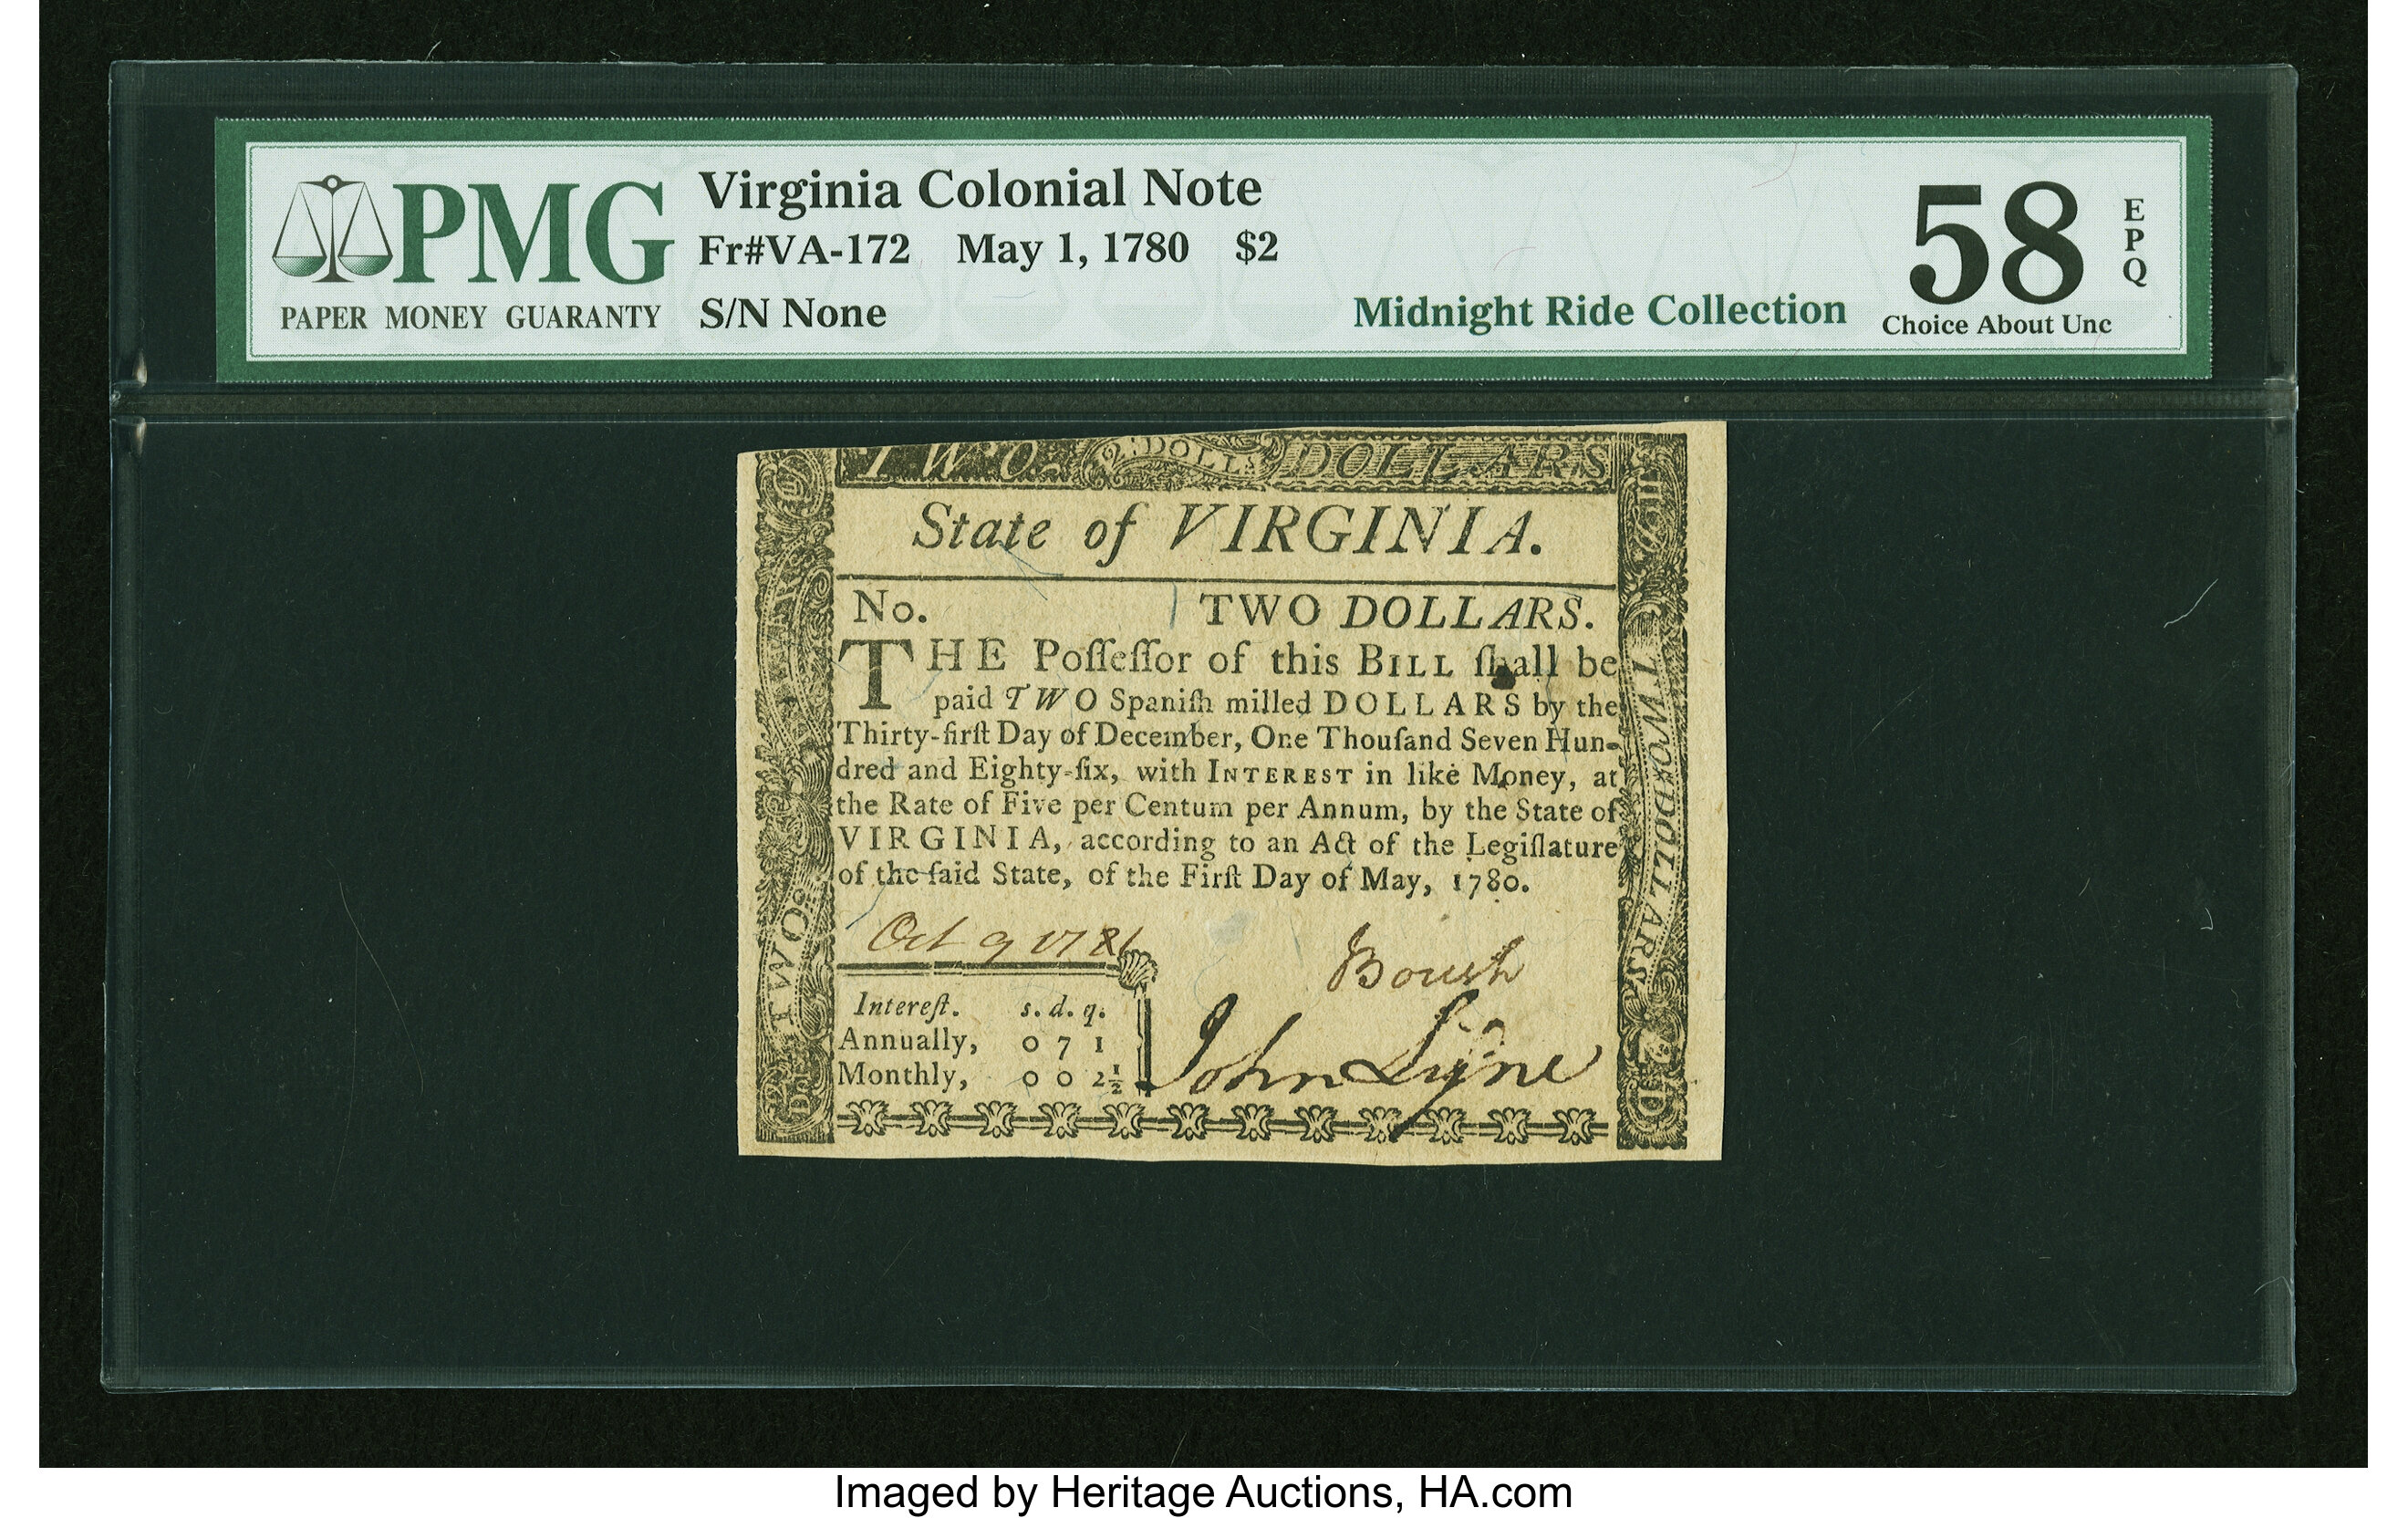 PMG
PAPER MONEY GUARANTY
Virginia Colonial Note
Fr#VA-172 May 1, 1780 $2
S/N None
Midnight Ride Collection
58
EPQ
Choice About Unc
TWO 2 DOLL. DOLLARS
State of VIRGINIA.
No. TWO DOLLARS.
THE Poſſeſſor of this BILL ſhall be
paid TWO Spaniſh milled DOLLARS by the
Thirty-firſt Day of December, One Thouſand Seven Hun-
dred and Eighty-ſix, with INTEREST in like Money, at
the Rate of Five per Centum per Annum, by the State of
VIRGINIA, according to an Act of the Legiſlature
of the ſaid State, of the Firſt Day of May, 1780.
Oct 9 1781
Boush
John Lyne
Intereſt. s. d. q.
Annually, 0 7 1
Monthly, 0 0 2½
TWO
TWO DOLLARS
Imaged by Heritage Auctions, HA.com